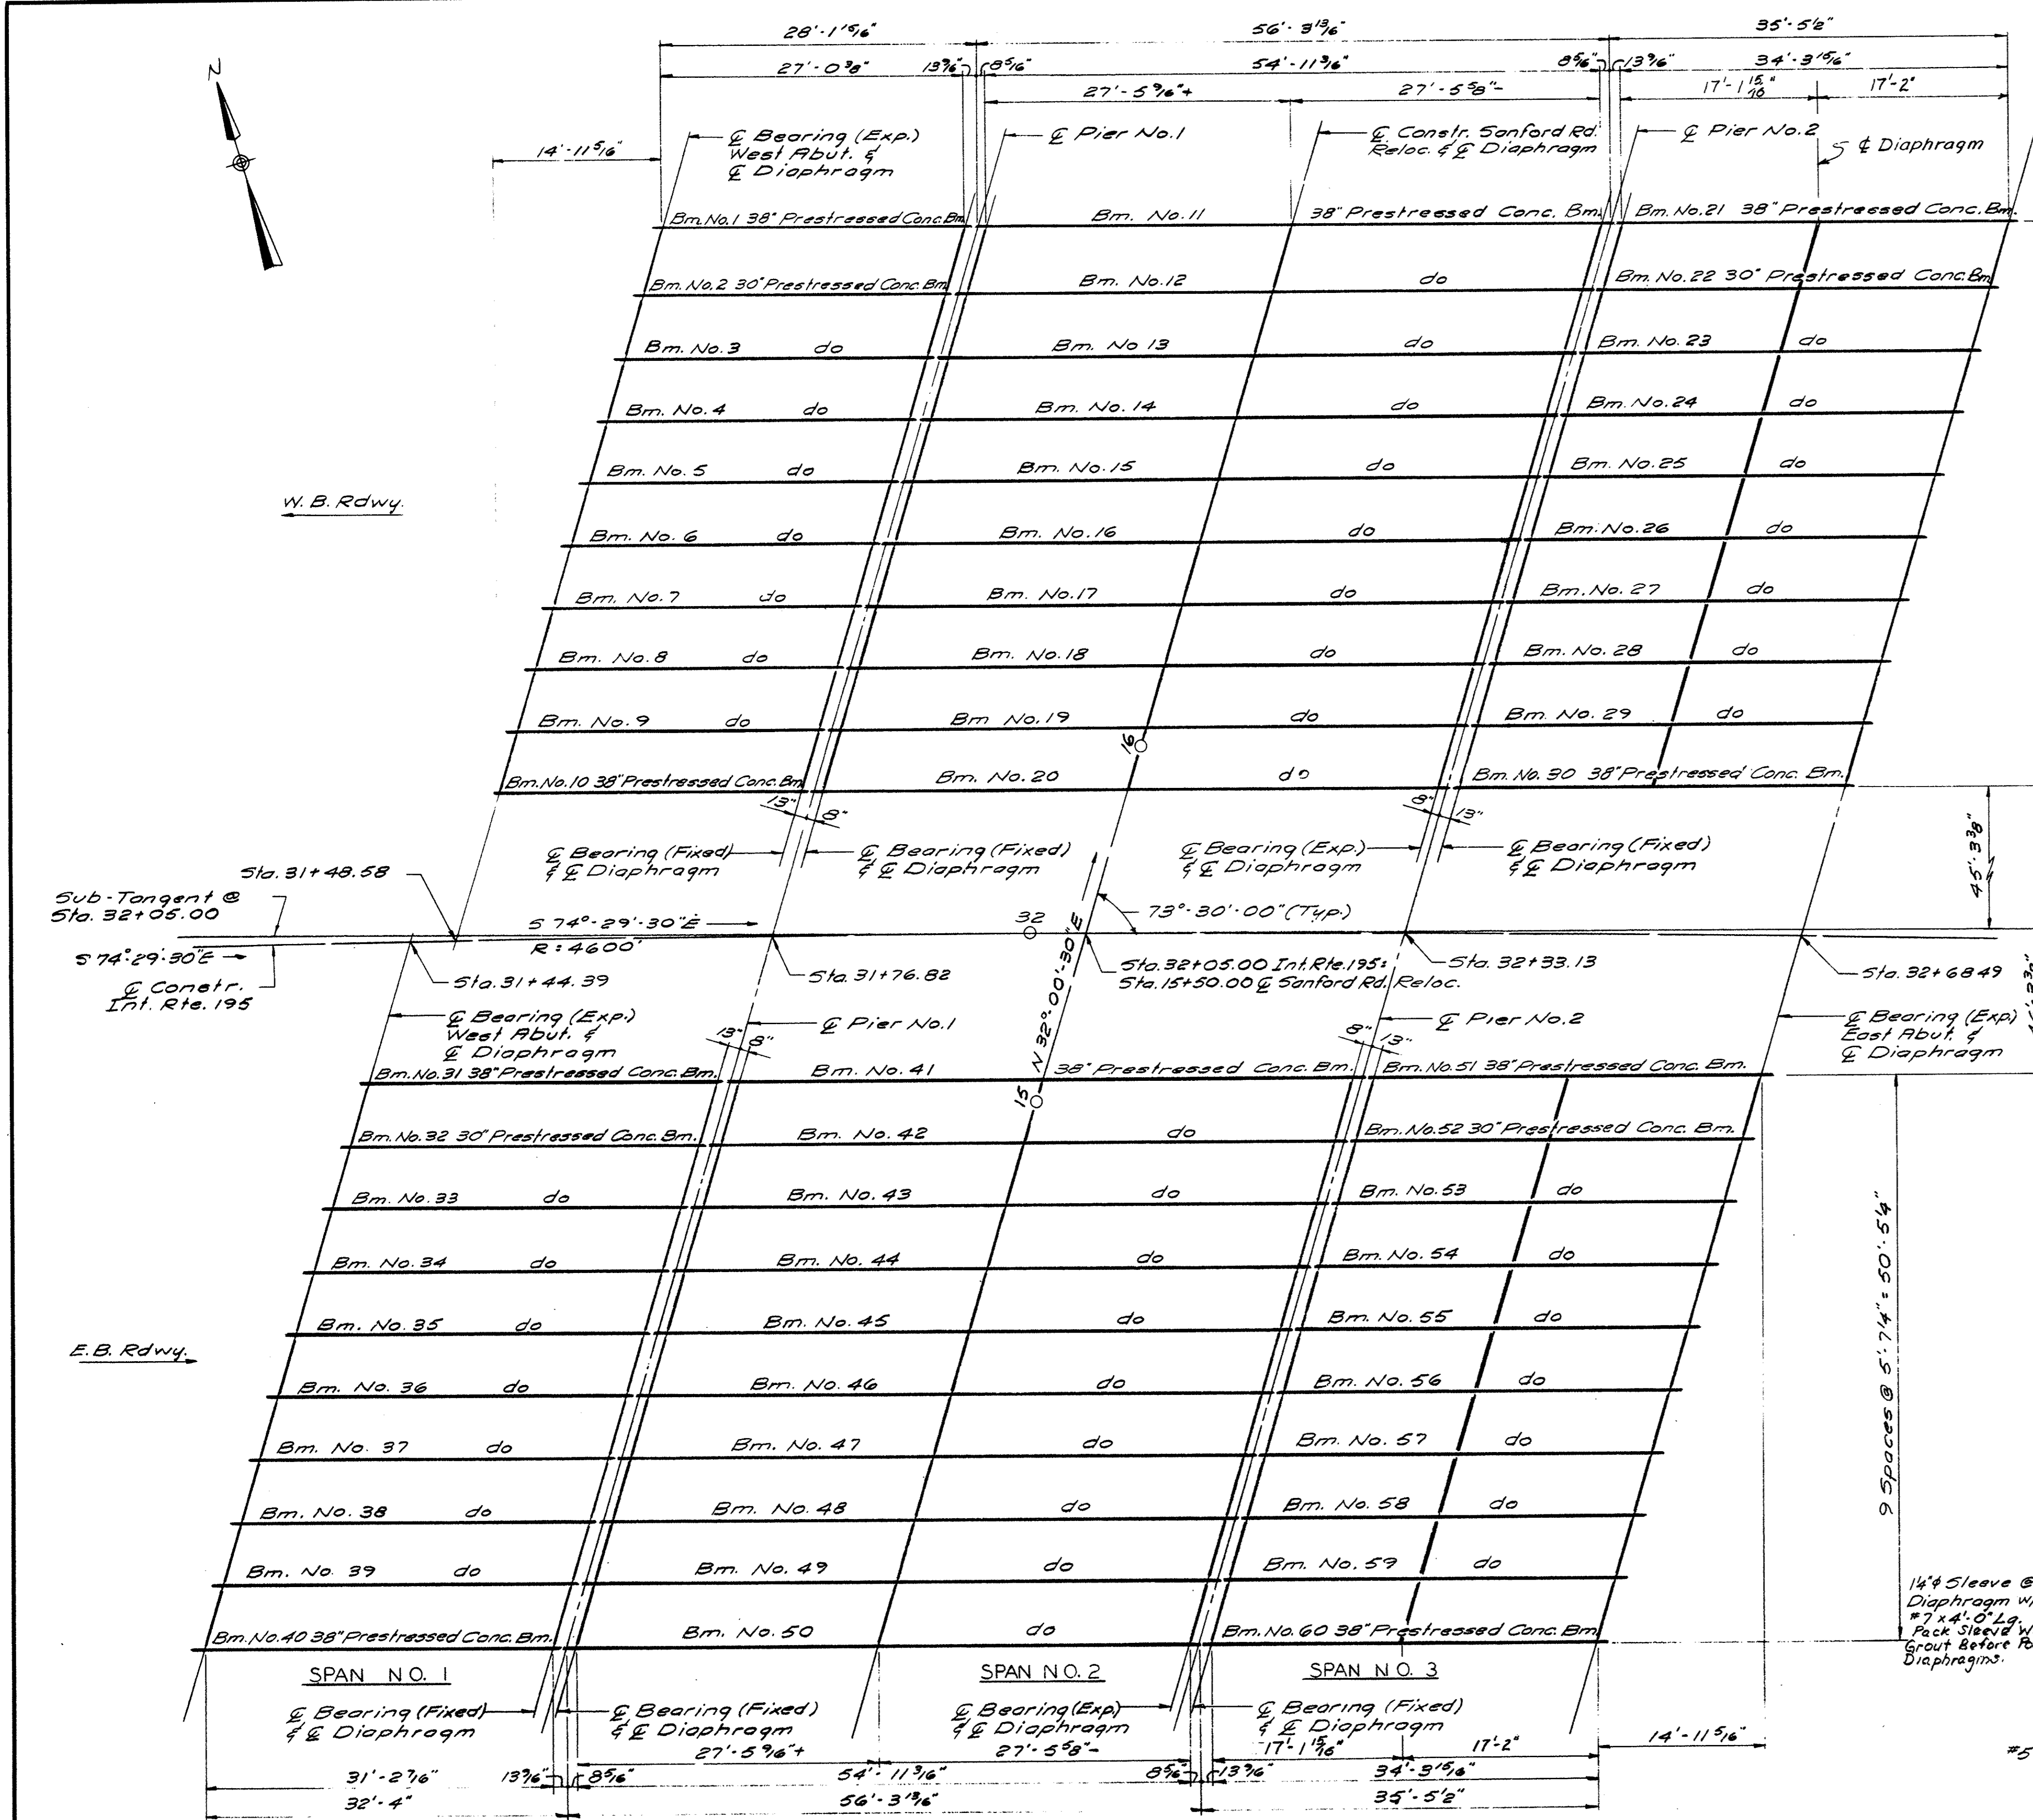 28'-1 15/16"
56'-3 13/16"
35'-5 1/2"
27'-0 3/8"
13 9/16"
8 5/16"
54'-11 3/16"
8 5/16"
13 9/16"
34'-3 15/16"
27'-5 9/16"+
27'-5 5/8"-
17'-1 15/16"
17'-2"
N
14'-11 5/16"
℄ Bearing (Exp.)
West Abut. &
℄ Diaphragm
℄ Pier No.1
℄ Constr. Sanford Rd.
Reloc. & ℄ Diaphragm
℄ Pier No.2
℄ Diaphragm
Bm. No.1 38" Prestressed Conc. Bm.
Bm. No. 11
38" Prestressed Conc. Bm.
Bm. No.21 38" Prestressed Conc. Bm.
Bm. No.2 30" Prestressed Conc. Bm.
Bm. No.12 do
Bm. No.22 30" Prestressed Conc. Bm.
Bm. No.3 do
Bm. No 13 do
Bm. No.23 do
Bm. No.4 do
Bm. No.14 do
Bm. No.24 do
Bm. No.5 do
Bm. No.15 do
Bm. No.25 do
W.B. Rdwy.
Bm. No.6 do
Bm. No.16 do
Bm. No.26 do
Bm. No.7 do
Bm. No.17 do
Bm. No.27 do
Bm. No.8 do
Bm. No.18 do
Bm. No.28 do
Bm. No.9 do
Bm No.19 do
Bm. No.29 do
16
Bm. No.10 38" Prestressed Conc. Bm.
Bm. No.20 do
Bm. No.30 38" Prestressed Conc. Bm.
13"
8"
8"
13"
℄ Bearing (Fixed)
& ℄ Diaphragm
℄ Bearing (Fixed)
& ℄ Diaphragm
℄ Bearing (Exp.)
& ℄ Diaphragm
℄ Bearing (Fixed)
& ℄ Diaphragm
45'-3 3/8"
Sta. 31+48.58
Sub-Tangent @
Sta. 32+05.00
S 74°-29'-30"E
R = 4600'
32
73°-30'-00" (Typ.)
N 32°-00'-30"E
S 74°-29'-30"E
℄ Constr.
Int. Rte. 195
Sta. 31+44.39
Sta. 31+76.82
Sta. 32+05.00 Int. Rte. 195=
Sta. 15+50.00 ℄ Sanford Rd. Reloc.
Sta. 32+33.13
Sta. 32+68.49
45'-3 3/8"
℄ Bearing (Exp.)
West Abut. &
℄ Diaphragm
13"
8"
℄ Pier No.1
8"
13"
℄ Pier No.2
℄ Bearing (Exp.)
East Abut. &
℄ Diaphragm
Bm. No.31 38" Prestressed Conc. Bm.
Bm. No. 41
38" Prestressed Conc. Bm.
Bm. No.51 38" Prestressed Conc. Bm.
15
Bm. No.32 30" Prestressed Conc. Bm.
Bm. No. 42 do
Bm. No.52 30" Prestressed Conc. Bm.
Bm. No. 33 do
Bm. No. 43 do
Bm. No. 53 do
Bm. No. 34 do
Bm. No. 44 do
Bm. No. 54 do
Bm. No. 35 do
Bm. No. 45 do
Bm. No. 55 do
E.B. Rdwy.
Bm. No. 36 do
Bm. No. 46 do
Bm. No. 56 do
9 Spaces @ 5'-7 1/4" = 50'-5 1/4"
Bm. No. 37 do
Bm. No. 47 do
Bm. No. 57 do
Bm. No. 38 do
Bm. No. 48 do
Bm. No. 58 do
Bm. No. 39 do
Bm. No. 49 do
Bm. No. 59 do
1 1/4"φ Sleeve @
Diaphragm
#7 x 4'-0" Lg.
Pack Sleeve
Grout Before
Diaphragms.
Bm. No.40 38" Prestressed Conc. Bm.
Bm. No. 50 do
Bm. No. 60 38" Prestressed Conc. Bm.
SPAN NO. 1
SPAN NO. 2
SPAN NO. 3
℄ Bearing (Fixed)
& ℄ Diaphragm
℄ Bearing (Fixed)
& ℄ Diaphragm
℄ Bearing (Exp)
& ℄ Diaphragm
℄ Bearing (Fixed)
& ℄ Diaphragm
27'-5 9/16"+
27'-5 5/8"-
17'-1 15/16"
17'-2"
14'-11 5/16"
#5
31'-2 7/16"
13 9/16"
8 5/16"
54'-11 3/16"
8 5/16"
13 9/16"
34'-3 15/16"
32'-4"
56'-3 13/16"
35'-5 1/2"